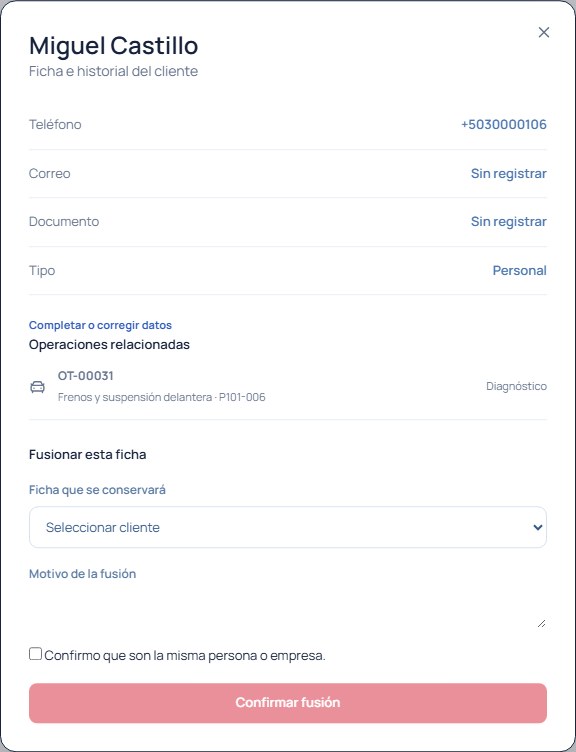 Miguel Castillo
Ficha e historial del cliente
Teléfono +5030000106
Correo Sin registrar
Documento Sin registrar
Tipo Personal
Completar o corregir datos
Operaciones relacionadas
OT-00031
Frenos y suspensión delantera · P101-006 Diagnóstico
Fusionar esta ficha
Ficha que se conservará
Seleccionar cliente
Motivo de la fusión
Confirmo que son la misma persona o empresa.
Confirmar fusión